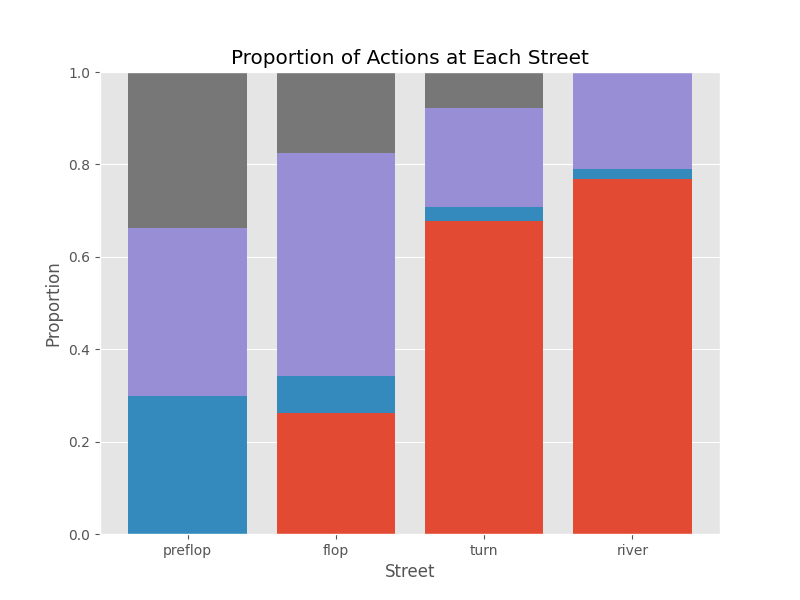 Proportion of Actions at Each Street
1.0
0.8
0.6
0.4
0.2
0.0
Proportion
preflop flop turn river
Street